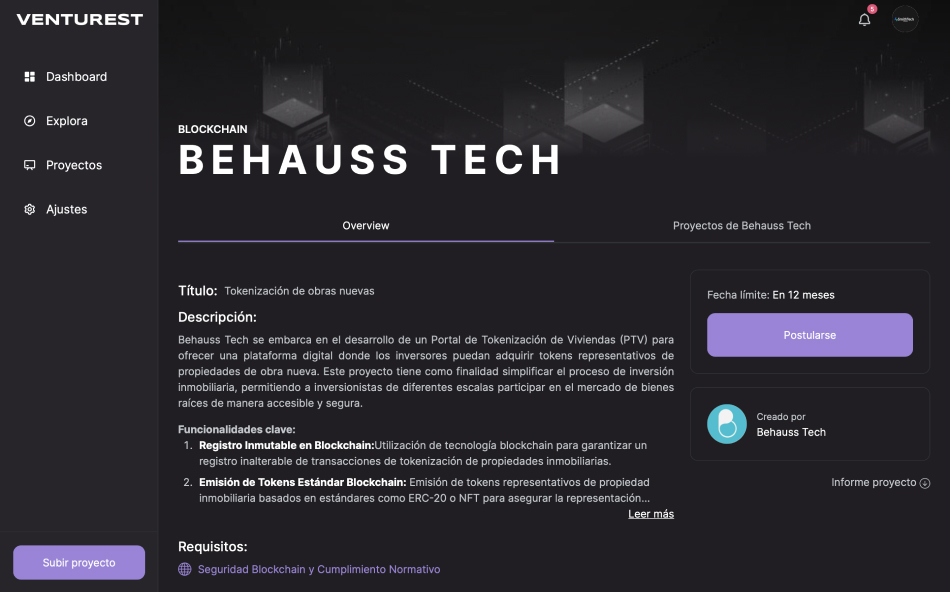 VENTUREST
5
Dashboard
Explora
Proyectos
Ajustes
Subir proyecto
BLOCKCHAIN
BEHAUSS TECH
Overview
Proyectos de Behauss Tech
Título: Tokenización de obras nuevas
Descripción:
Behauss Tech se embarca en el desarrollo de un Portal de Tokenización de Viviendas (PTV) para
ofrecer una plataforma digital donde los inversores puedan adquirir tokens representativos de
propiedades de obra nueva. Este proyecto tiene como finalidad simplificar el proceso de inversión
inmobiliaria, permitiendo a inversionistas de diferentes escalas participar en el mercado de bienes
raíces de manera accesible y segura.
Funcionalidades clave:
1. Registro Inmutable en Blockchain:Utilización de tecnología blockchain para garantizar un
registro inalterable de transacciones de tokenización de propiedades inmobiliarias.
2. Emisión de Tokens Estándar Blockchain: Emisión de tokens representativos de propiedad
inmobiliaria basados en estándares como ERC-20 o NFT para asegurar la representación...
Leer más
Requisitos:
Seguridad Blockchain y Cumplimiento Normativo
Fecha límite: En 12 meses
Postularse
Creado por
Behauss Tech
Informe proyecto